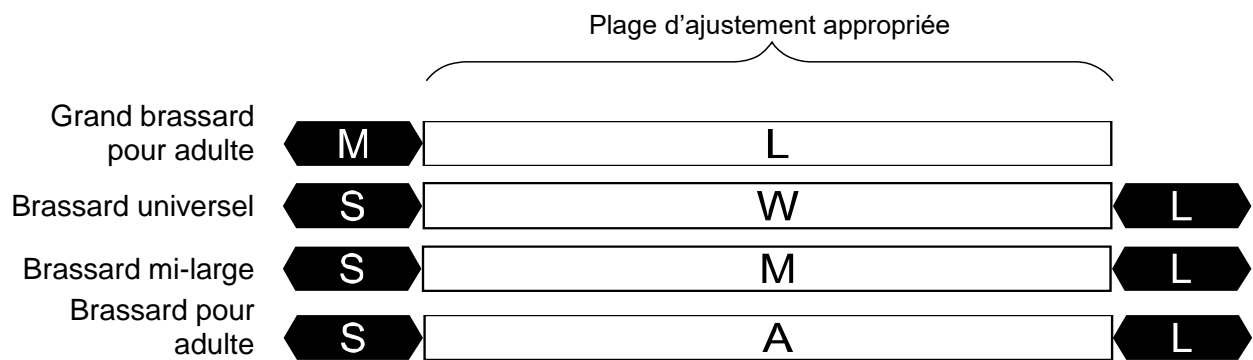 Plage d’ajustement appropriée
Grand brassard
pour adulte
M
L
Brassard universel
S
W
L
Brassard mi-large
S
M
L
Brassard pour
adulte
S
A
L